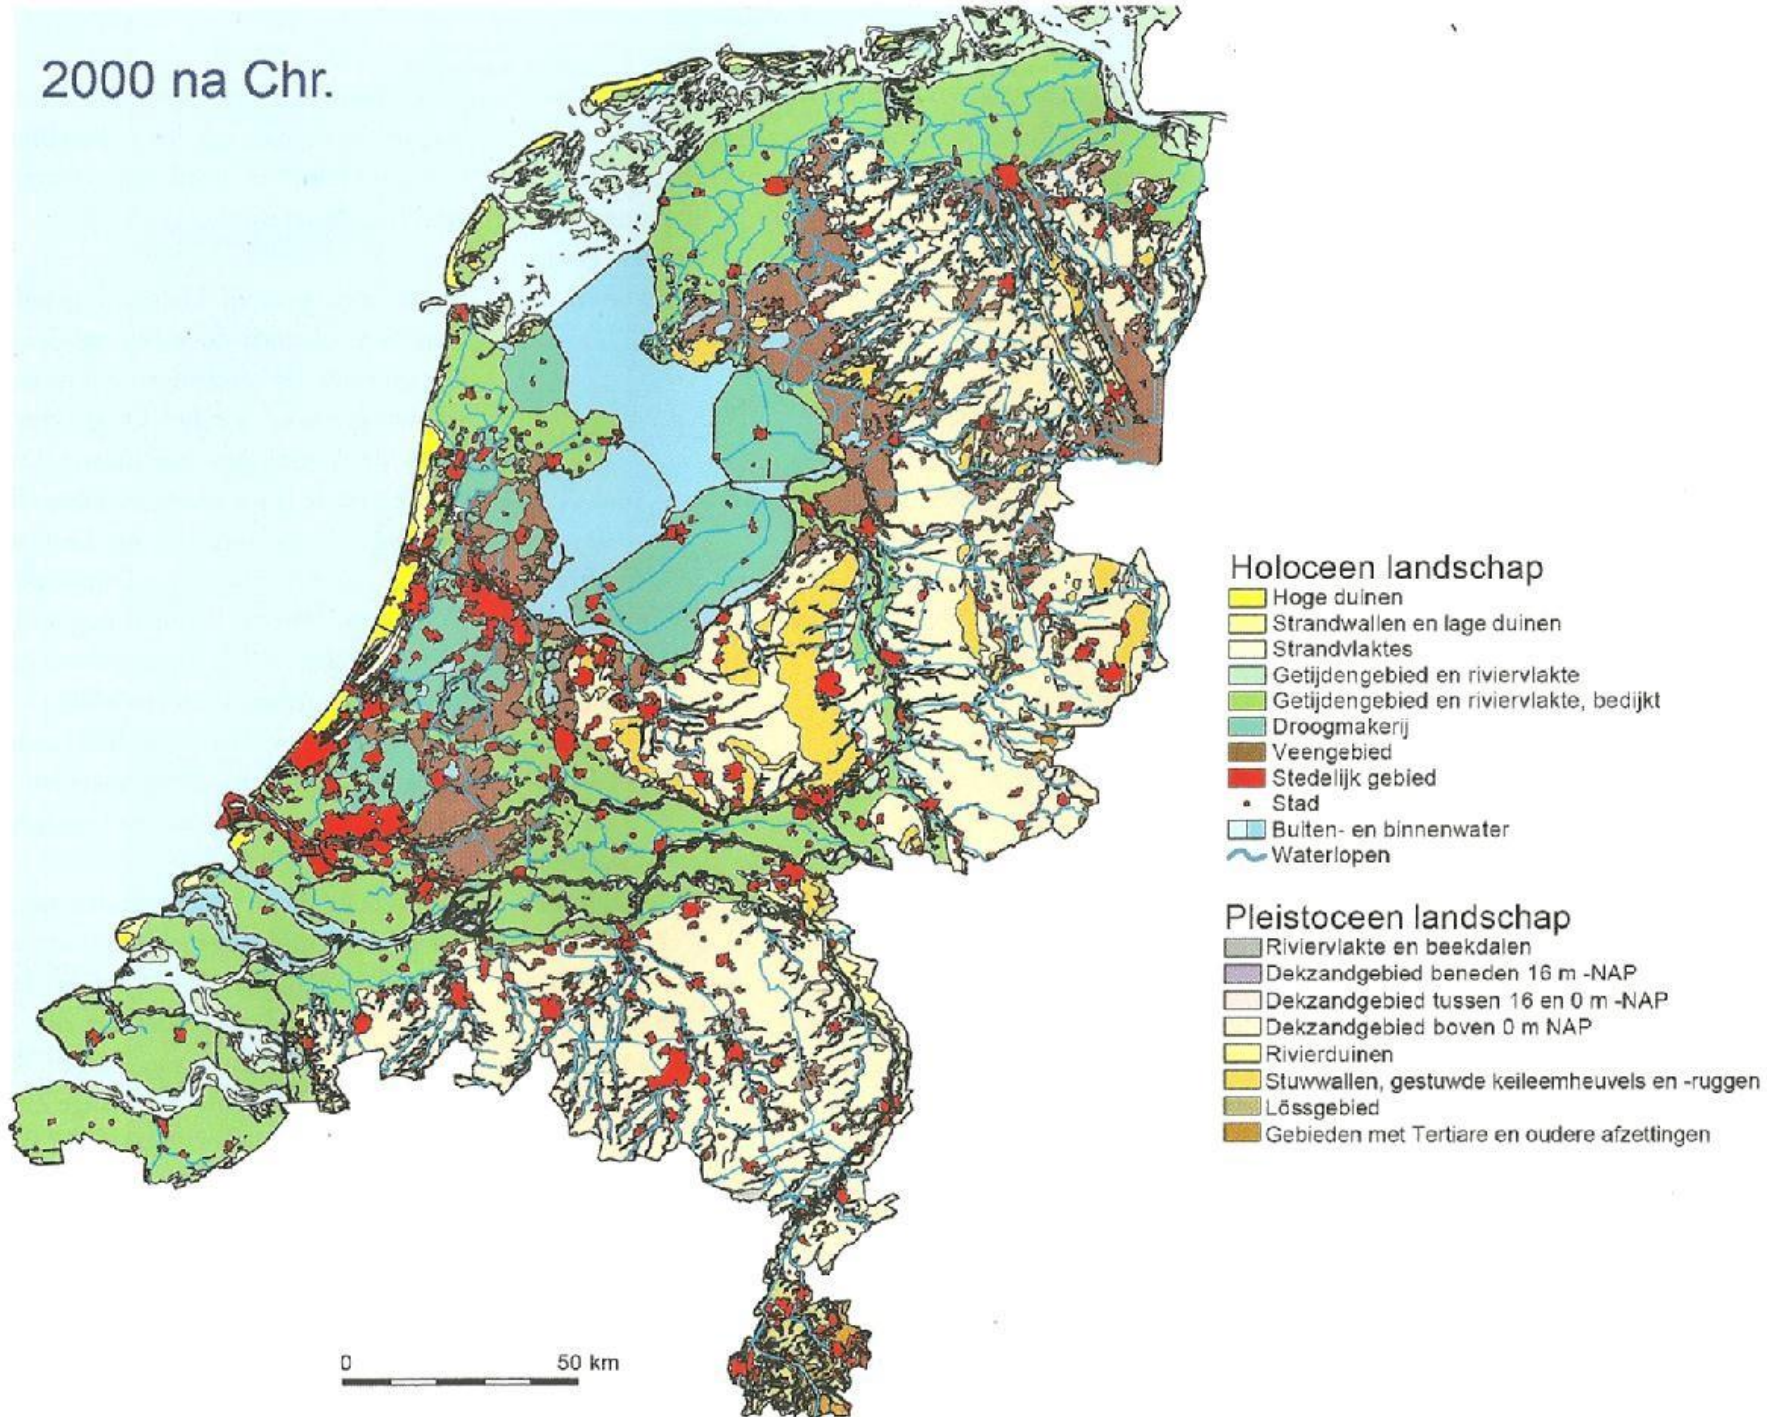 2000 na Chr.
Holoceen landschap
Hoge duinen
Strandwallen en lage duinen
Strandvlaktes
Getijdengebied en riviervlakte
Getijdengebied en riviervlakte, bedijkt
Droogmakerij
Veengebied
Stedelijk gebied
Stad
Buiten- en binnenwater
Waterlopen
Pleistoceen landschap
Riviervlakte en beekdalen
Dekzandgebied beneden 16 m -NAP
Dekzandgebied tussen 16 en 0 m -NAP
Dekzandgebied boven 0 m NAP
Rivierduinen
Stuwwallen, gestuwde keileemheuvels en -ruggen
Lössgebied
Gebieden met Tertiare en oudere afzettingen
0 50 km